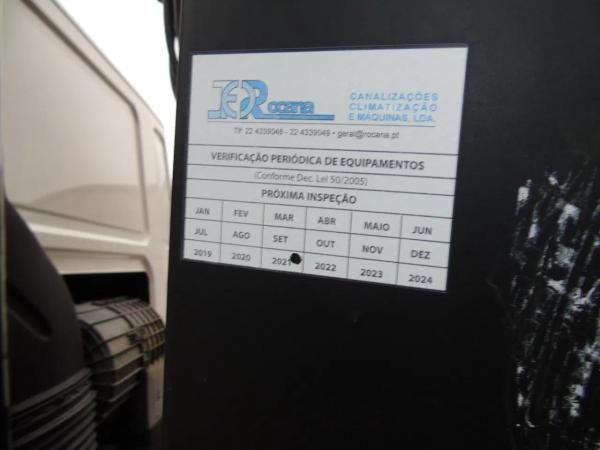 Rocana
CANALIZAÇÕES
CLIMATIZAÇÃO
E MÁQUINAS, LDA.
Tlf: 22 4339048 - 22 4339049 • geral@rocana.pt
VERIFICAÇÃO PERIÓDICA DE EQUIPAMENTOS
(Conforme Dec. Lei 50/2005)
PRÓXIMA INSPEÇÃO
JAN FEV MAR ABR MAIO JUN
JUL AGO SET OUT NOV DEZ
2019 2020 2021 2022 2023 2024